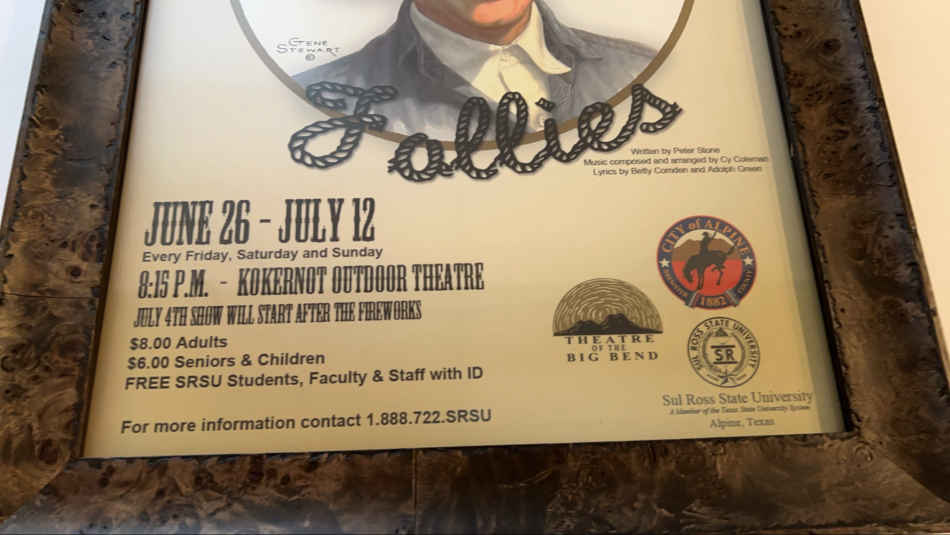 GENE
STEWART
©
Follies
Written by Peter Stone
Music composed and arranged by Cy Coleman
Lyrics by Betty Comden and Adolph Green
JUNE 26 - JULY 12
Every Friday, Saturday and Sunday
8:15 P.M. - KOKERNOT OUTDOOR THEATRE
JULY 4TH SHOW WILL START AFTER THE FIREWORKS
$8.00 Adults
$6.00 Seniors & Children
FREE SRSU Students, Faculty & Staff with ID
For more information contact 1.888.722.SRSU
THEATRE
OF THE
BIG BEND
CITY of ALPINE
BREWSTER COUNTY
1882
SUL ROSS STATE UNIVERSITY
SR
Sul Ross State University
A Member of the Texas State University System
Alpine, Texas